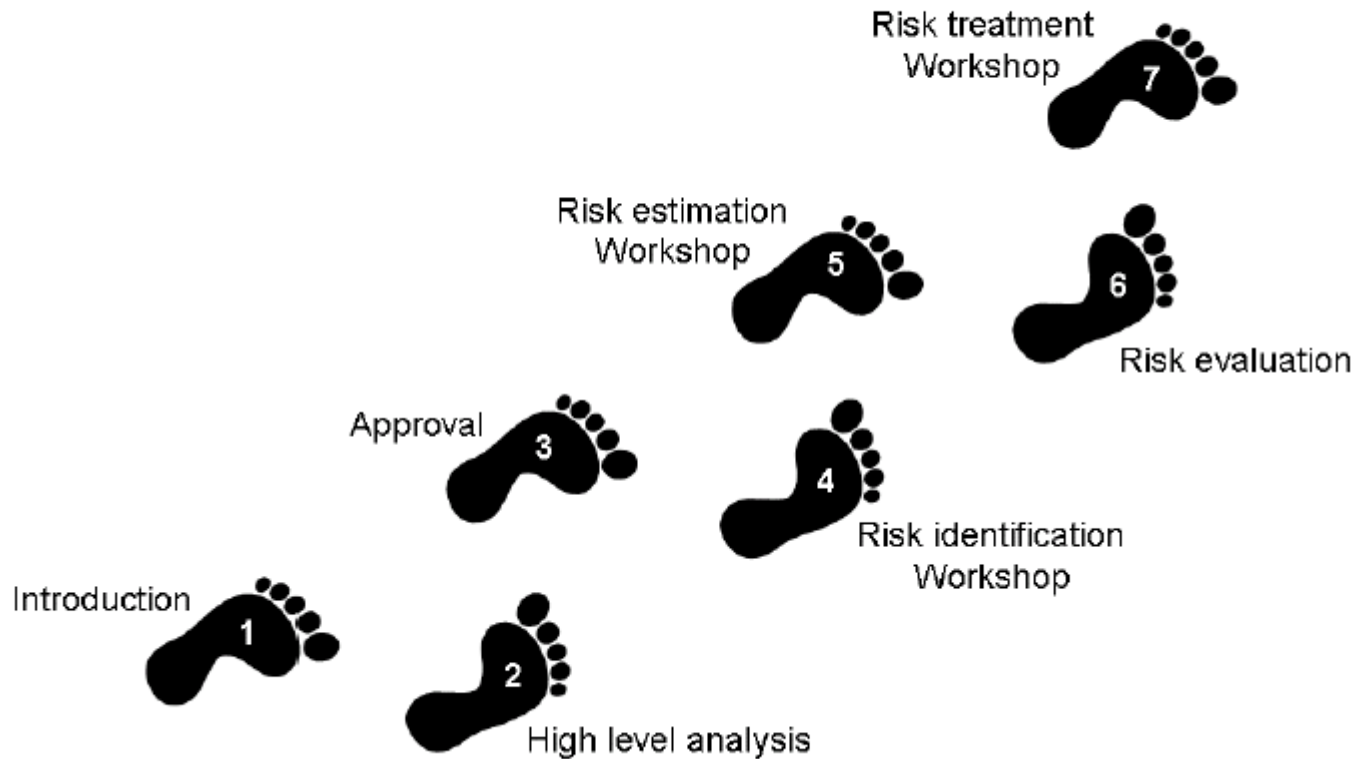 Risk treatment
Workshop
7
Risk estimation
Workshop
5
6
Risk evaluation
Approval
3
4
Risk identification
Workshop
Introduction
1
2
High level analysis